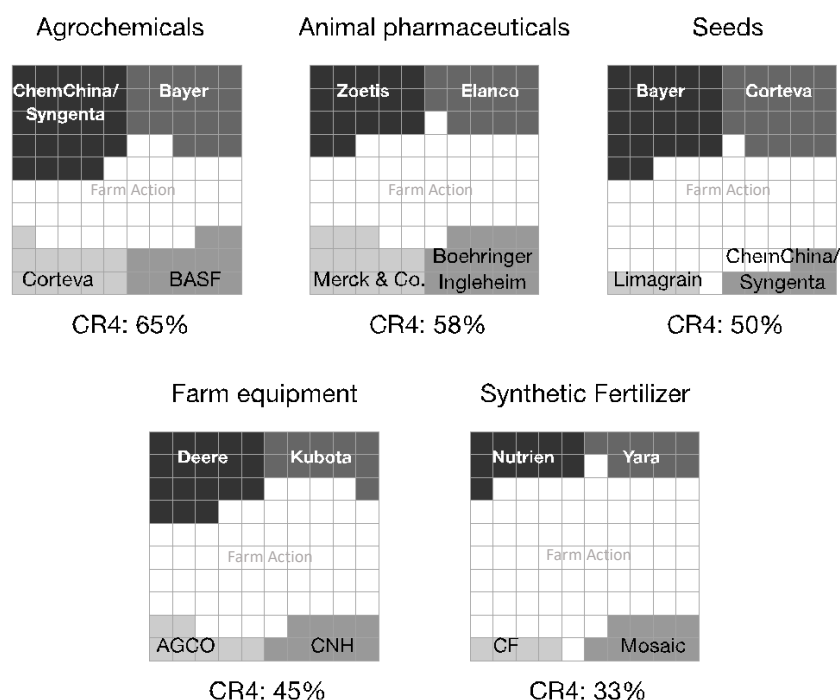 Agrochemicals
Animal pharmaceuticals
Seeds
ChemChina/
Syngenta
Bayer
Farm Action
Corteva
BASF
Zoetis
Elanco
Farm Action
Merck & Co.
Boehringer
Ingleheim
Bayer
Corteva
Farm Action
Limagrain
ChemChina/
Syngenta
CR4: 65%
CR4: 58%
CR4: 50%
Farm equipment
Synthetic Fertilizer
Deere
Kubota
Farm Action
AGCO
CNH
Nutrien
Yara
Farm Action
CF
Mosaic
CR4: 45%
CR4: 33%